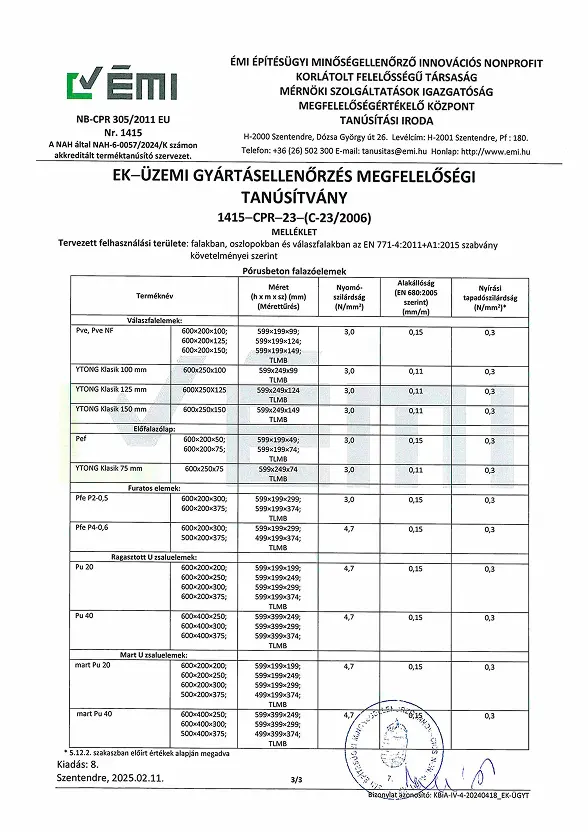 ÉMI
NB-CPR 305/2011 EU
Nr. 1415
A NAH által NAH-6-0057/2024/K számon
akkreditált terméktanúsító szervezet.
ÉMI ÉPÍTÉSÜGYI MINŐSÉGELLENŐRZŐ INNOVÁCIÓS NONPROFIT
KORLÁTOLT FELELŐSSÉGŰ TÁRSASÁG
MÉRNÖKI SZOLGÁLTATÁSOK IGAZGATÓSÁG
MEGFELELŐSÉGÉRTÉKELŐ KÖZPONT
TANÚSÍTÁSI IRODA
H-2000 Szentendre, Dózsa György út 26. Levélcím: H-2001 Szentendre, Pf : 180.
Telefon: +36 (26) 502 300 E-mail: tanusitas@emi.hu Honlap: http://www.emi.hu
EK–ÜZEMI GYÁRTÁSELLENŐRZÉS MEGFELELŐSÉGI
TANÚSÍTVÁNY
1415–CPR–23–(C-23/2006)
MELLÉKLET
Tervezett felhasználási területe: falakban, oszlopokban és válaszfalakban az EN 771-4:2011+A1:2015 szabvány
követelményei szerint
Pórusbeton falazóelemek
Terméknév Méret (h x m x sz) (mm) (Mérettűrés) Nyomó-szilárdság (N/mm²) Alakállóság (EN 680:2005 szerint) (mm/m) Nyírási tapadószilárdság (N/mm²)*
Válaszfalelemek:
Pve, Pve NF 600×200×100; 599×199×99; 3,0 0,15 0,3
600×200×125; 599×199×124;
600×200×150; 599×199×149;
TLMB
YTONG Klasik 100 mm 600x250x100 599x249x99 3,0 0,11 0,3
TLMB
YTONG Klasik 125 mm 600X250X125 599x249x124 3,0 0,11 0,3
TLMB
YTONG Klasik 150 mm 600x250x150 599x249x149 3,0 0,11 0,3
TLMB
Előfalazólap:
Pef 600×200×50; 599×199×49; 3,0 0,15 0,3
600×200×75; 599×199×74;
TLMB
YTONG Klasik 75 mm 600x250x75 599x249x74 3,0 0,11 0,3
TLMB
Furatos elemek:
Pfe P2-0,5 600×200×300; 599×199×299; 3,0 0,15 0,3
600×200×375; 599×199×374;
TLMB
Pfe P4-0,6 600×200×300; 599×199×299; 4,7 0,15 0,3
500×200×375; 499×199×374;
TLMB
Ragasztott U zsaluelemek:
Pu 20 600×200×200; 599×199×199; 4,7 0,15 0,3
600×200×250; 599×199×249;
600×200×300; 599×199×299;
600×200×375; 599×199×374;
TLMB
Pu 40 600×400×250; 599×399×249; 4,7 0,15 0,3
600×400×300; 599×399×299;
600×400×375; 599×399×374;
TLMB
Mart U zsaluelemek:
mart Pu 20 600×200×200; 599×199×199; 4,7 0,15 0,3
600×200×250; 599×199×249;
600×200×300; 599×199×299;
500×200×375; 499×199×374;
TLMB
mart Pu 40 600×400×250; 599×399×249; 4,7 0,15 0,3
600×400×300; 599×399×299;
500×400×375; 499×399×374;
TLMB
* 5.12.2. szakaszban előírt értékek alapján megadva
Kiadás: 8.
Szentendre, 2025.02.11.
3/3
7.
Bizonylat azonosító: KBIA-IV-4-20240418_EK-ÜGYT